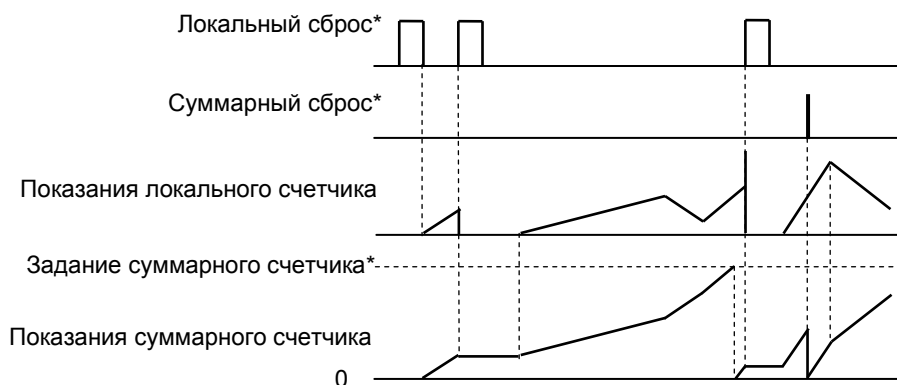 Локальный сброс*
Суммарный сброс*
Показания локального счетчика
Задание суммарного счетчика*
Показания суммарного счетчика
0